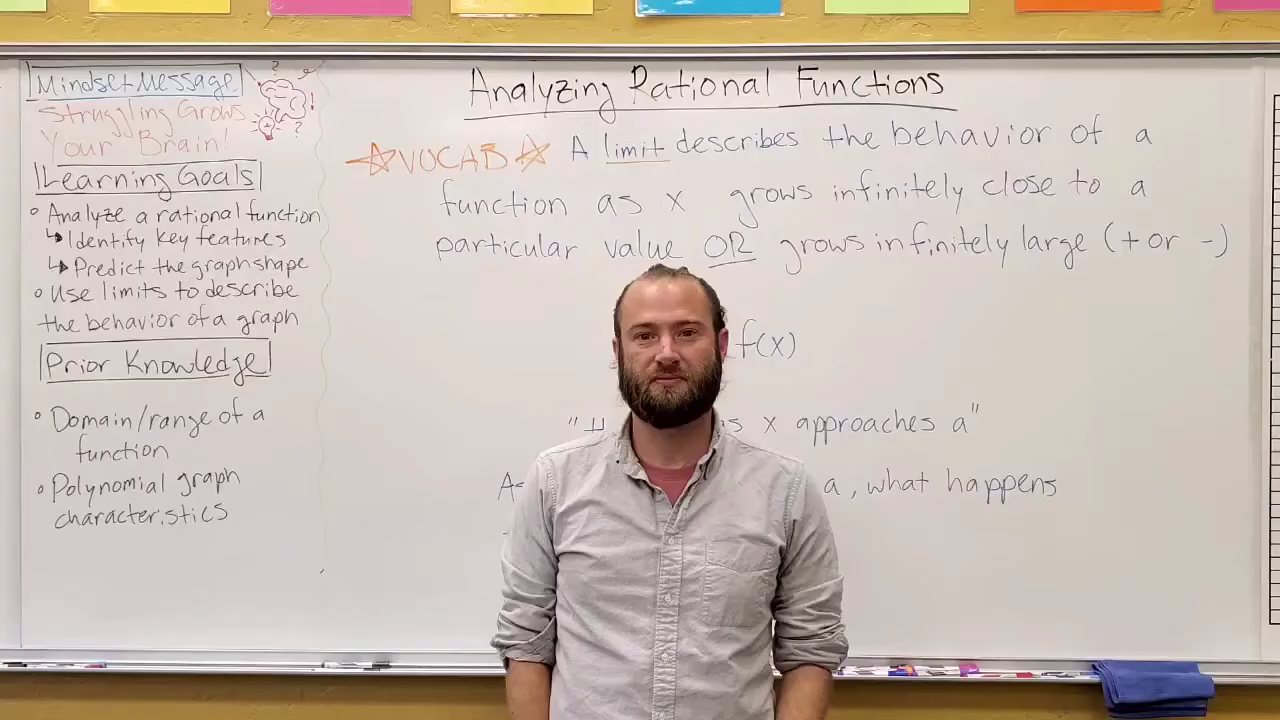 Mindset Message
Struggling Grows
Your Brain!
Learning Goals
Analyze a rational function
↳ Identify key features
↳ Predict the graph shape
Use limits to describe
the behavior of a graph
Prior Knowledge
Domain/range of a
function
Polynomial graph
characteristics
Analyzing Rational Functions
☆VOCAB☆ A limit describes the behavior of a
function as x grows infinitely close to a
particular value OR grows infinitely large (+ or -)
f(x)
x approaches a"
a, what happens